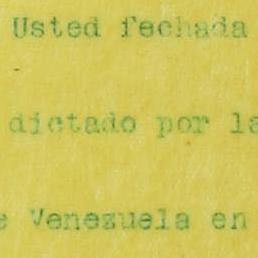 Usted fechada
dictado por la
e Venezuela en